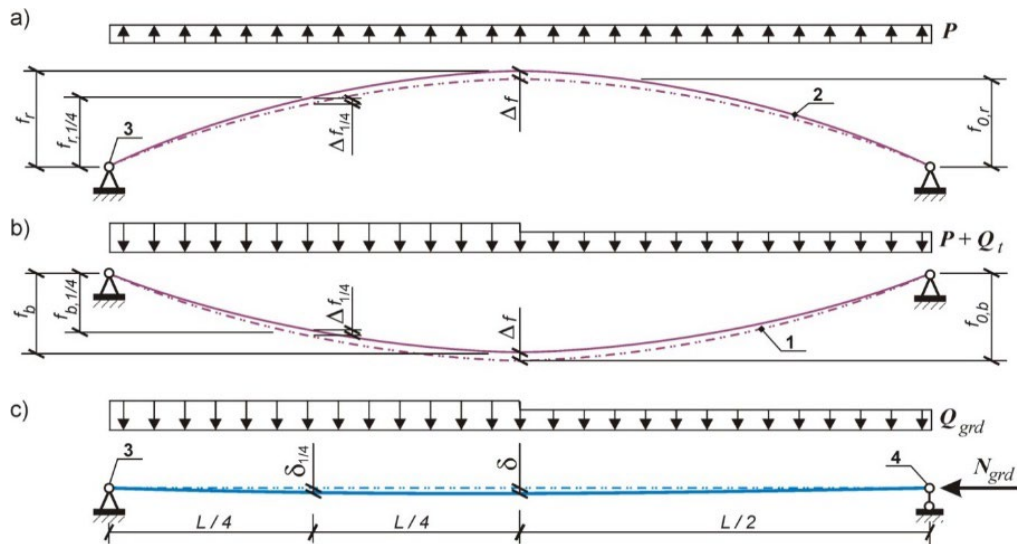 a)
P
2
3
f_r
f_{r,1/4}
Δf_{1/4}
Δf
f_{0,r}
b)
P + Q_t
f_b
f_{b,1/4}
Δf_{1/4}
Δf
f_{0,b}
1
c)
Q_{grd}
3
δ_{1/4}
δ
4
N_{grd}
L / 4
L / 4
L / 2